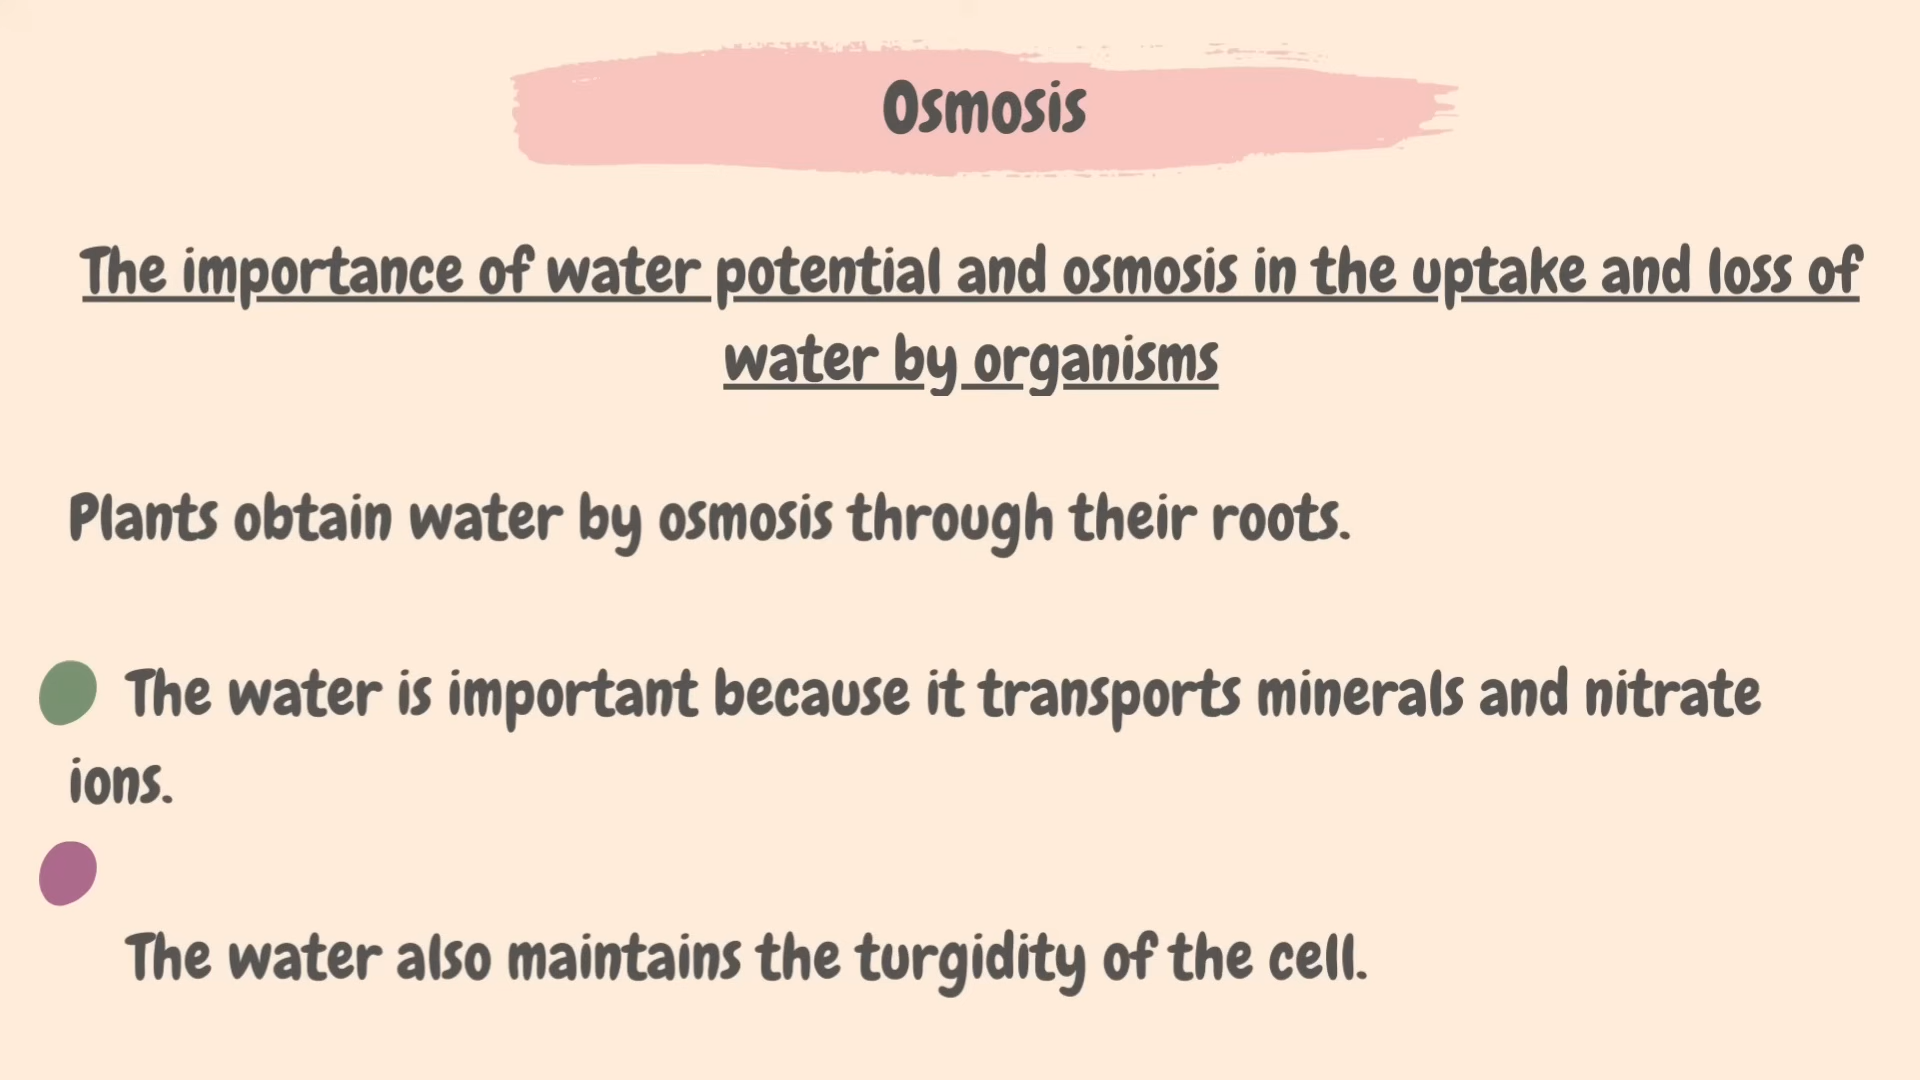 Osmosis
The importance of water potential and osmosis in the uptake and loss of
water by organisms
Plants obtain water by osmosis through their roots.
The water is important because it transports minerals and nitrate
ions.
The water also maintains the turgidity of the cell.